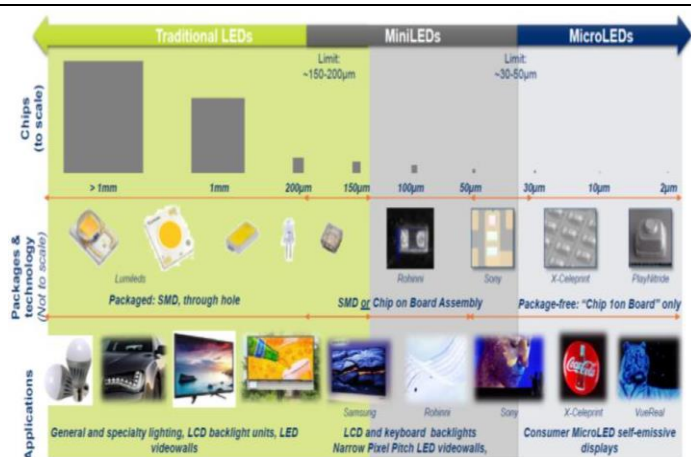 Traditional LEDs
MiniLEDs
MicroLEDs
Limit:
~150-200µm
Limit:
~30-50µm
Chips
(to scale)
> 1mm
1mm
200µm
150µm
100µm
50µm
30µm
10µm
2µm
Packages &
technology
(Not to scale)
Lumileds
Rohinni
Sony
X-Celeprint
PlayNitride
Packaged: SMD, through hole
SMD or Chip on Board Assembly
Package-free: "Chip 1on Board" only
Applications
Coca-Cola
Samsung
Rohinni
Sony
X-Celeprint
VueReal
General and specialty lighting, LCD backlight units, LED
videowalls
LCD and keyboard backlights
Narrow Pixel Pitch LED videowalls,
Consumer MicroLED self-emissive
displays